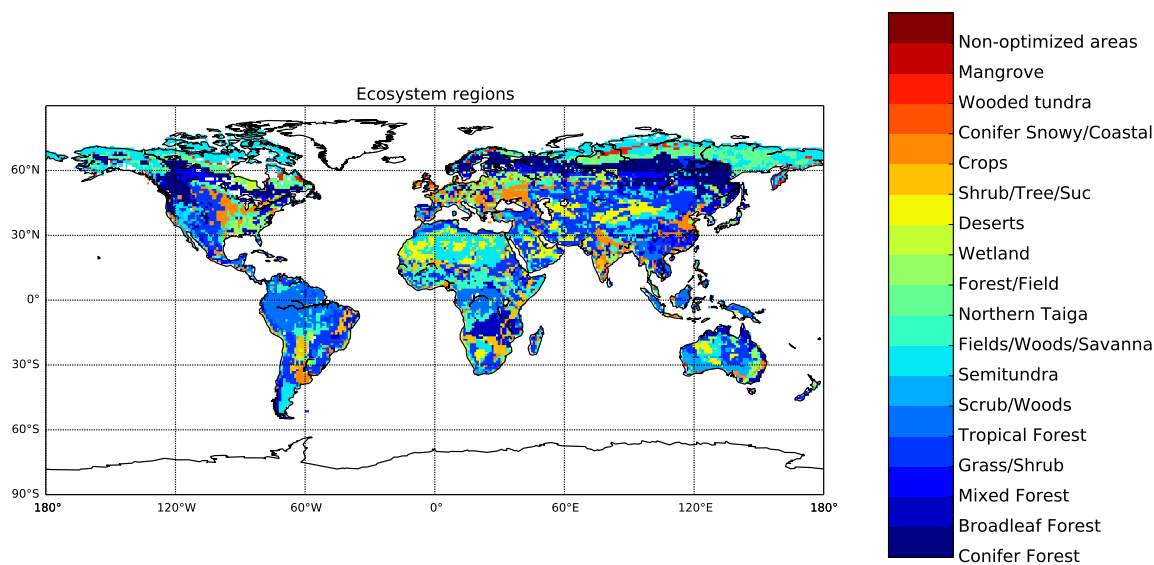 Ecosystem regions
60°N
30°N
0°
30°S
60°S
90°S
180° 120°W 60°W 0° 60°E 120°E 180°
Non-optimized areas
Mangrove
Wooded tundra
Conifer Snowy/Coastal
Crops
Shrub/Tree/Suc
Deserts
Wetland
Forest/Field
Northern Taiga
Fields/Woods/Savanna
Semitundra
Scrub/Woods
Tropical Forest
Grass/Shrub
Mixed Forest
Broadleaf Forest
Conifer Forest